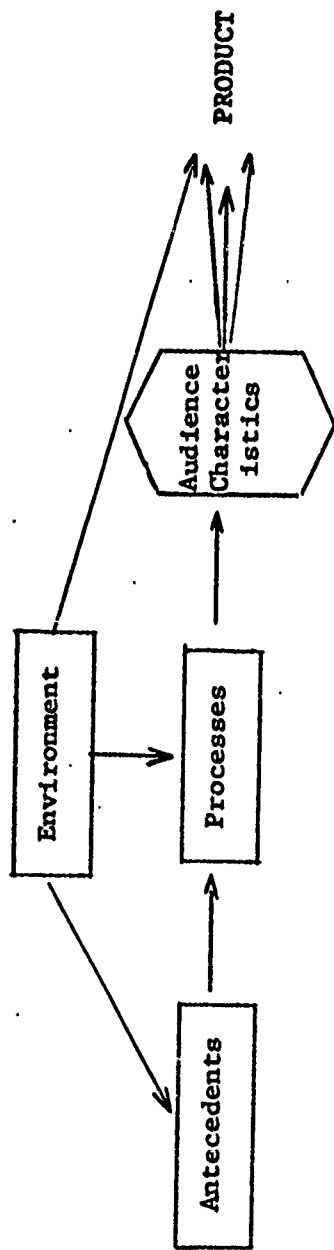 Environment
Antecedents
Processes
Audience
Character
istics
PRODUCT